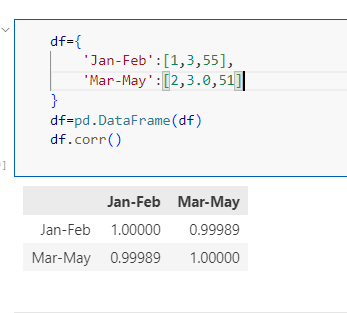 df={
    'Jan-Feb':[1,3,55],
    'Mar-May':[2,3.0,51]
}
df=pd.DataFrame(df)
df.corr()
]
Jan-Feb Mar-May
Jan-Feb 1.00000 0.99989
Mar-May 0.99989 1.00000